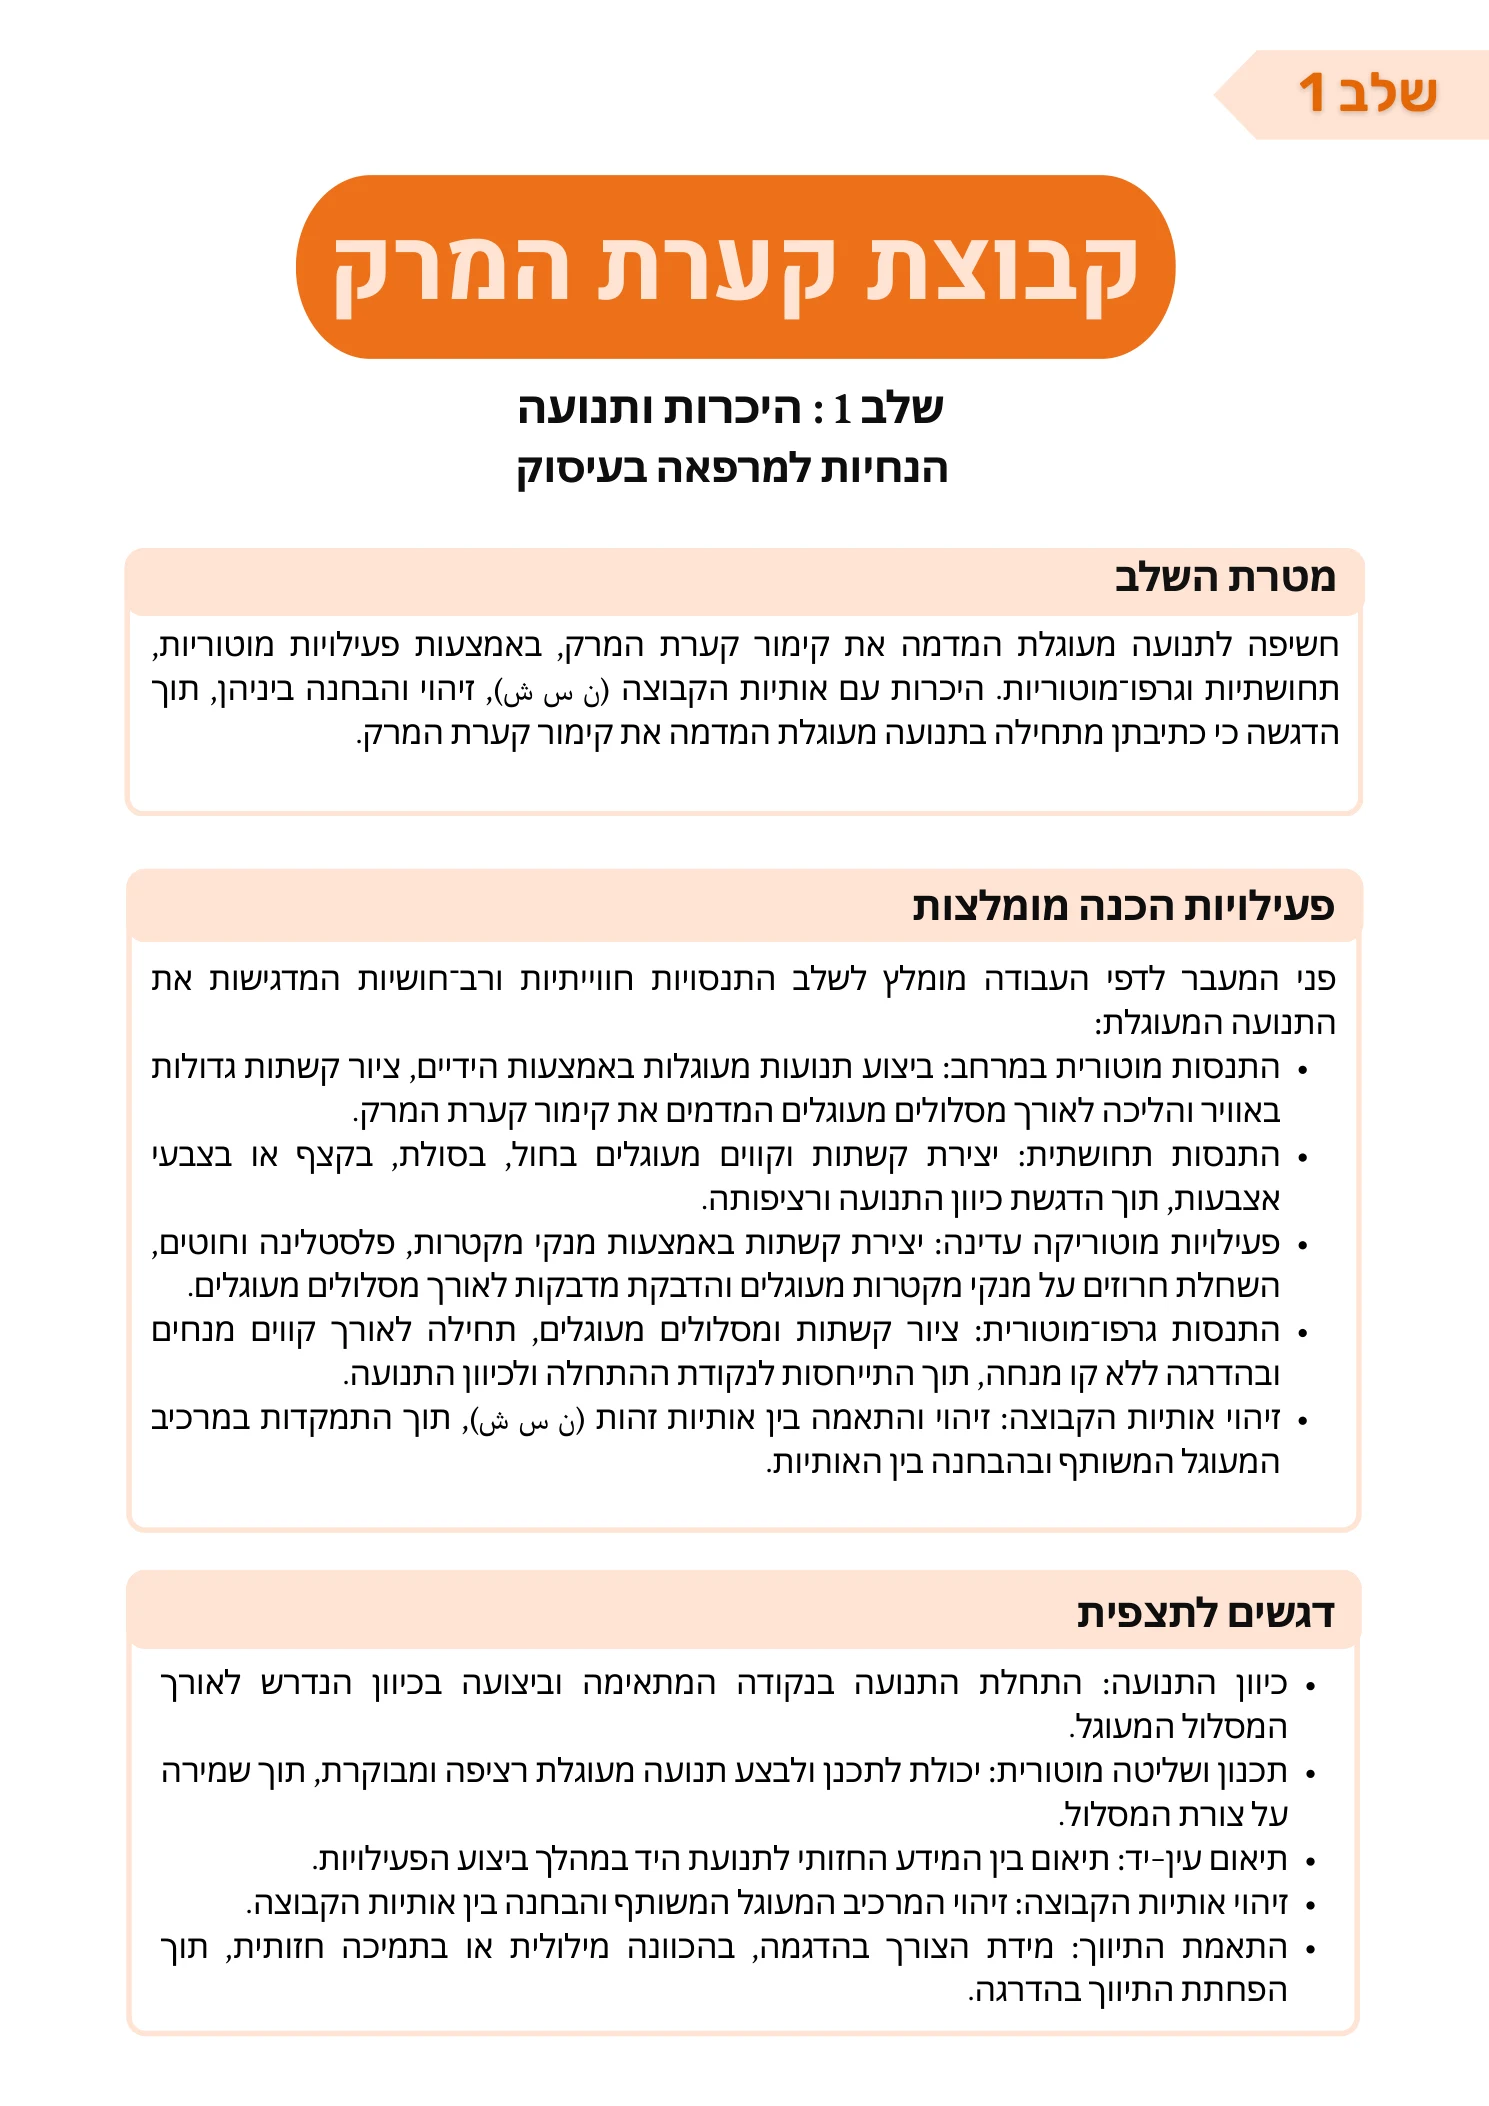 שלב 1
קבוצת קערת המרק
שלב 1 : היכרות ותנועה
הנחיות למרפאה בעיסוק
מטרת השלב
חשיפה לתנועה מעוגלת המדמה את קימור קערת המרק, באמצעות פעילויות מוטוריות,
תחושתיות וגרפו־מוטוריות. היכרות עם אותיות הקבוצה (ن س ش), זיהוי והבחנה ביניהן, תוך
הדגשה כי כתיבתן מתחילה בתנועה מעוגלת המדמה את קימור קערת המרק.
פעילויות הכנה מומלצות
פני המעבר לדפי העבודה מומלץ לשלב התנסויות חווייתיות ורב־חושיות המדגישות את
התנועה המעוגלת:
• התנסות מוטורית במרחב: ביצוע תנועות מעוגלות באמצעות הידיים, ציור קשתות גדולות
באוויר והליכה לאורך מסלולים מעוגלים המדמים את קימור קערת המרק.
• התנסות תחושתית: יצירת קשתות וקווים מעוגלים בחול, בסולת, בקצף או בצבעי
אצבעות, תוך הדגשת כיוון התנועה ורציפותה.
• פעילויות מוטוריקה עדינה: יצירת קשתות באמצעות מנקי מקטרות, פלסטלינה וחוטים,
השחלת חרוזים על מנקי מקטרות מעוגלים והדבקת מדבקות לאורך מסלולים מעוגלים.
• התנסות גרפו־מוטורית: ציור קשתות ומסלולים מעוגלים, תחילה לאורך קווים מנחים
ובהדרגה ללא קו מנחה, תוך התייחסות לנקודת ההתחלה ולכיוון התנועה.
• זיהוי אותיות הקבוצה: זיהוי והתאמה בין אותיות זהות (ن س ش), תוך התמקדות במרכיב
המעוגל המשותף ובהבחנה בין האותיות.
דגשים לתצפית
• כיוון התנועה: התחלת התנועה בנקודה המתאימה וביצועה בכיוון הנדרש לאורך
המסלול המעוגל.
• תכנון ושליטה מוטורית: יכולת לתכנן ולבצע תנועה מעוגלת רציפה ומבוקרת, תוך שמירה
על צורת המסלול.
• תיאום עין-יד: תיאום בין המידע החזותי לתנועת היד במהלך ביצוע הפעילויות.
• זיהוי אותיות הקבוצה: זיהוי המרכיב המעוגל המשותף והבחנה בין אותיות הקבוצה.
• התאמת התיווך: מידת הצורך בהדגמה, בהכוונה מילולית או בתמיכה חזותית, תוך
הפחתת התיווך בהדרגה.